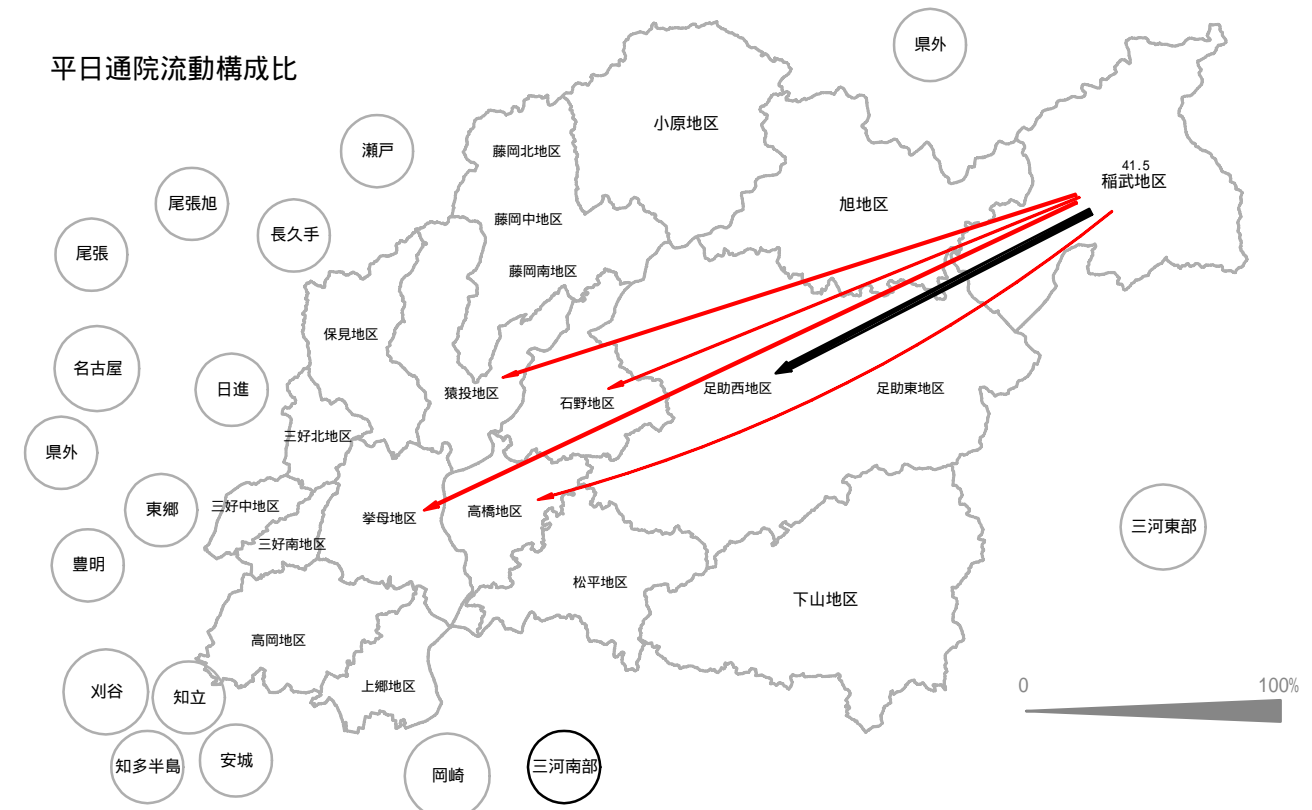 県外
平日通院流動構成比
小原地区
瀬戸
藤岡北地区
41.5
稲武地区
尾張旭
旭地区
藤岡中地区
長久手
尾張
藤岡南地区
保見地区
名古屋
日進
猿投地区
石野地区
足助西地区
足助東地区
三好北地区
県外
東郷
三好中地区
挙母地区
高橋地区
三河東部
三好南地区
豊明
松平地区
下山地区
高岡地区
上郷地区
0
100%
刈谷
知立
知多半島
安城
岡崎
三河南部